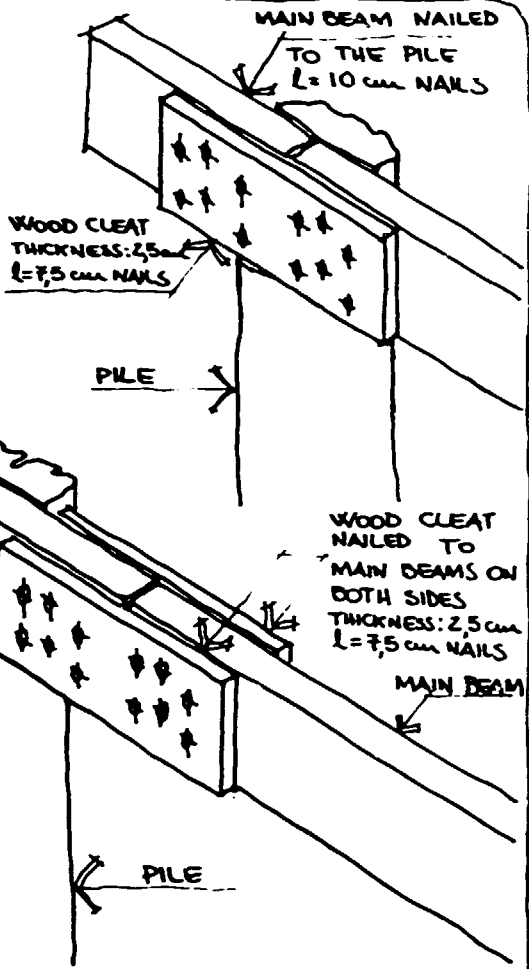 MAIN BEAM NAILED
TO THE PILE
l=10 cm NAILS
WOOD CLEAT
THICKNESS: 2,5 cm
l=7,5 cm NAILS
PILE
WOOD CLEAT
NAILED TO
MAIN BEAMS ON
BOTH SIDES
THICKNESS: 2,5 cm
l=7,5 cm NAILS
MAIN BEAM
PILE